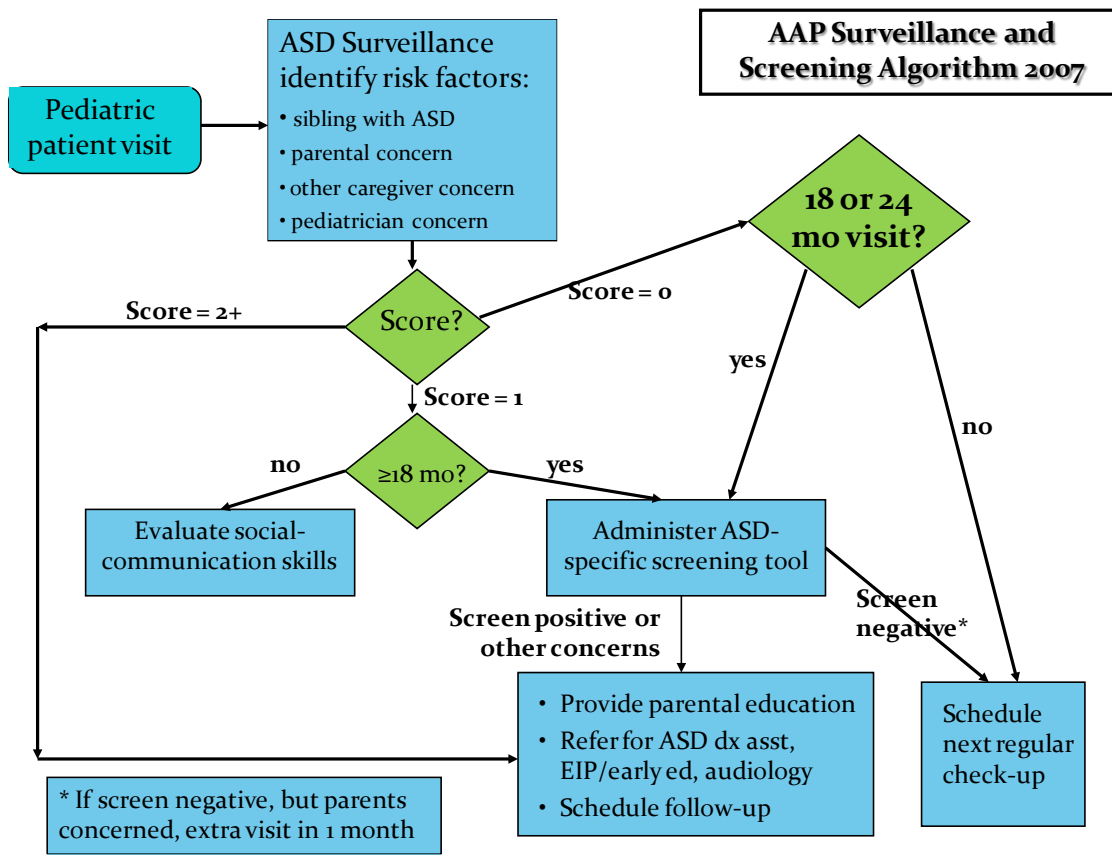 AAP Surveillance and
Screening Algorithm 2007
Pediatric
patient visit
ASD Surveillance
identify risk factors:
• sibling with ASD
• parental concern
• other caregiver concern
• pediatrician concern
18 or 24
mo visit?
Score = 2+
Score?
Score = 0
Score = 1
yes
no
no
≥18 mo?
yes
Evaluate social-
communication skills
Administer ASD-
specific screening tool
Screen positive or
other concerns
Screen
negative*
• Provide parental education
• Refer for ASD dx asst,
EIP/early ed, audiology
• Schedule follow-up
Schedule
next regular
check-up
* If screen negative, but parents
concerned, extra visit in 1 month